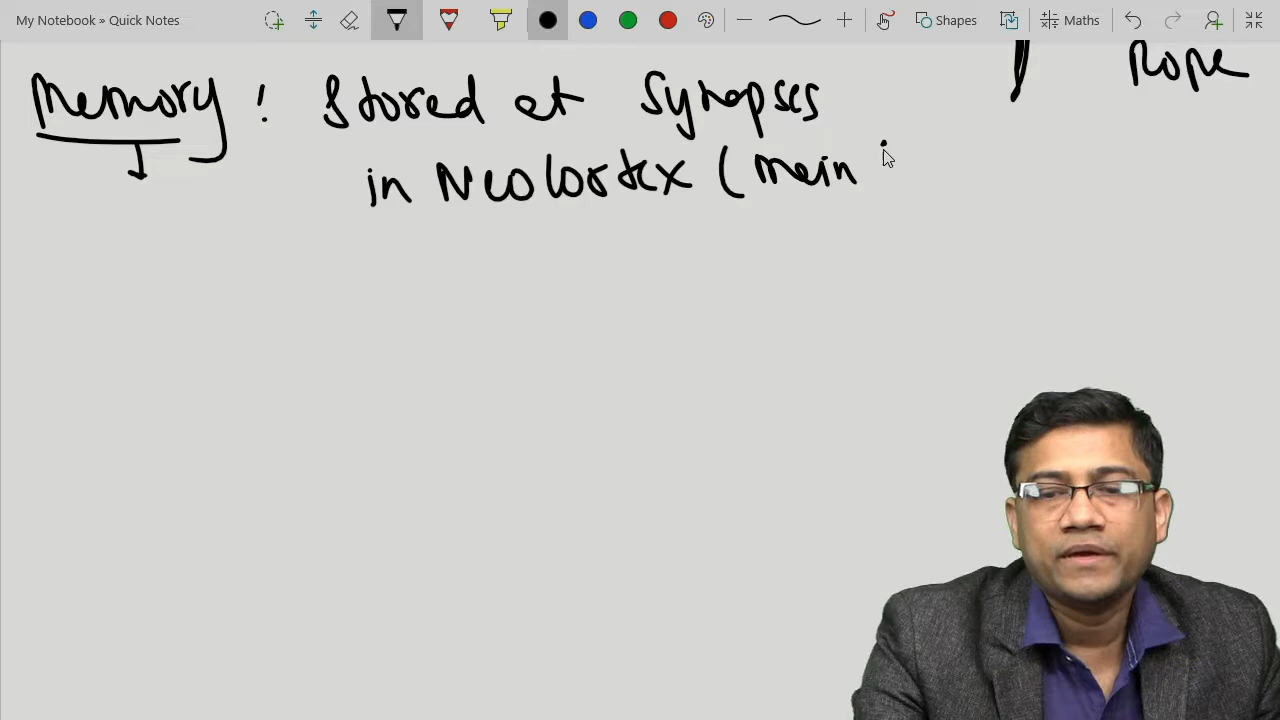 My Notebook » Quick Notes
Shapes
Maths
Rope
Memory : Stored at Synapses
in NeoCortex ( main